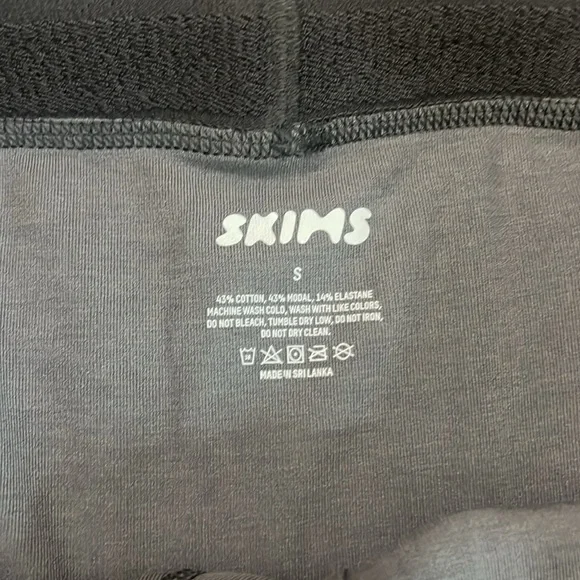 SKIMS
S
43% COTTON, 43% MODAL, 14% ELASTANE
MACHINE WASH COLD, WASH WITH LIKE COLORS,
DO NOT BLEACH, TUMBLE DRY LOW, DO NOT IRON,
DO NOT DRY CLEAN.
MADE IN SRI LANKA